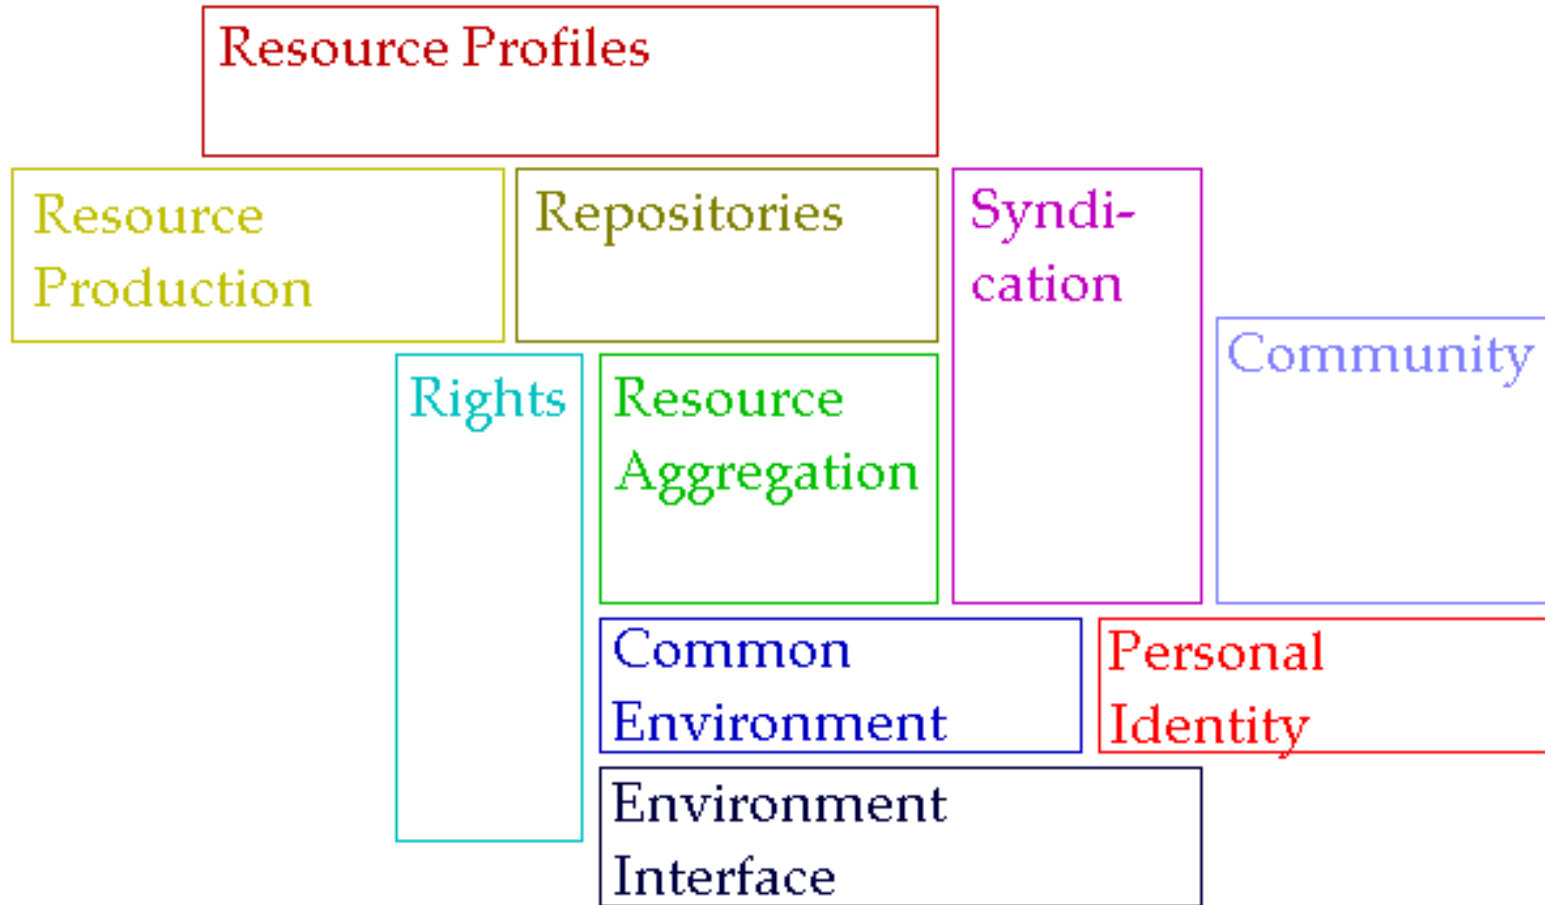 Resource Profiles
Resource
Production
Repositories
Syndi-
cation
Community
Rights
Resource
Aggregation
Common
Environment
Personal
Identity
Environment
Interface